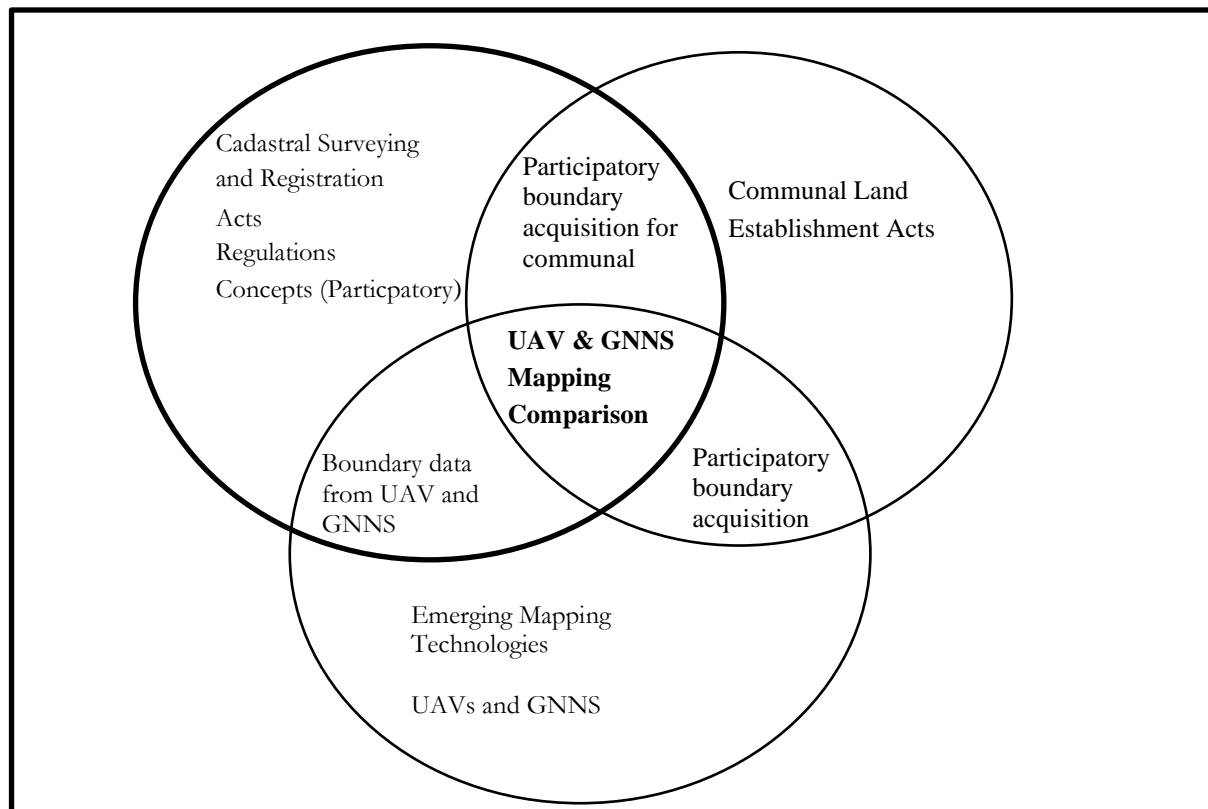 Cadastral Surveying
and Registration
Acts
Regulations
Concepts (Particpatory)
Participatory
boundary
acquisition for
communal
Communal Land
Establishment Acts
UAV & GNNS
Mapping
Comparison
Boundary data
from UAV and
GNNS
Participatory
boundary
acquisition
Emerging Mapping
Technologies
UAVs and GNNS